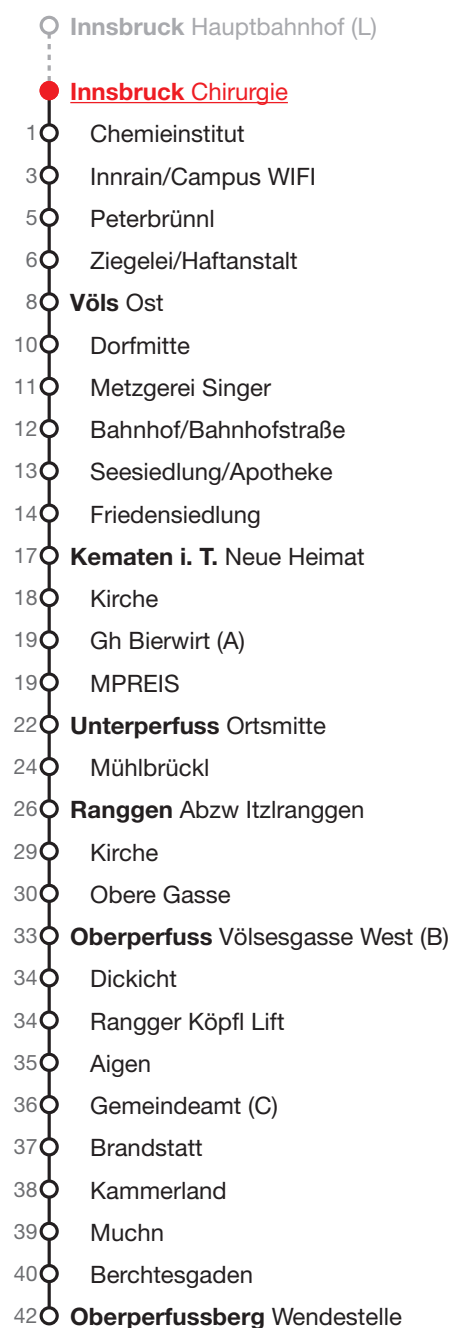 Innsbruck Hauptbahnhof (L)
Innsbruck Chirurgie
1 Chemieinstitut
3 Innrain/Campus WIFI
5 Peterbrünnl
6 Ziegelei/Haftanstalt
8 Völs Ost
10 Dorfmitte
11 Metzgerei Singer
12 Bahnhof/Bahnhofstraße
13 Seesiedlung/Apotheke
14 Friedensiedlung
17 Kematen i. T. Neue Heimat
18 Kirche
19 Gh Bierwirt (A)
19 MPREIS
22 Unterperfuss Ortsmitte
24 Mühlbrückl
26 Ranggen Abzw Itzlranggen
29 Kirche
30 Obere Gasse
33 Oberperfuss Völsesgasse West (B)
34 Dickicht
34 Rangger Köpfl Lift
35 Aigen
36 Gemeindeamt (C)
37 Brandstatt
38 Kammerland
39 Muchn
40 Berchtesgaden
42 Oberperfussberg Wendestelle